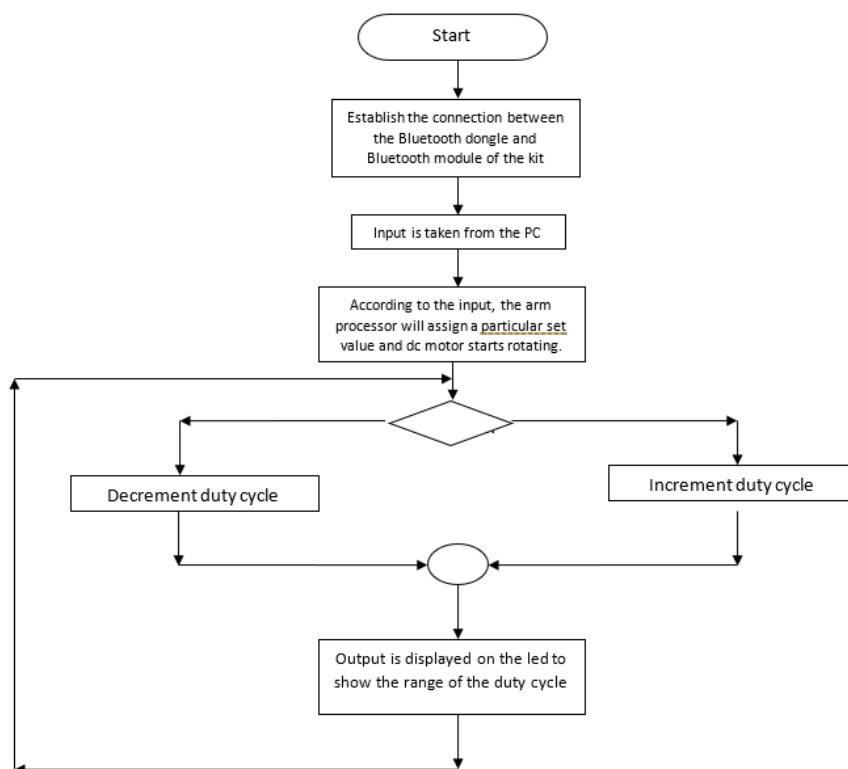 Start
Establish the connection between
the Bluetooth dongle and
Bluetooth module of the kit
Input is taken from the PC
According to the input, the arm
processor will assign a particular set
value and dc motor starts rotating.
Decrement duty cycle
Increment duty cycle
Output is displayed on the led to
show the range of the duty cycle